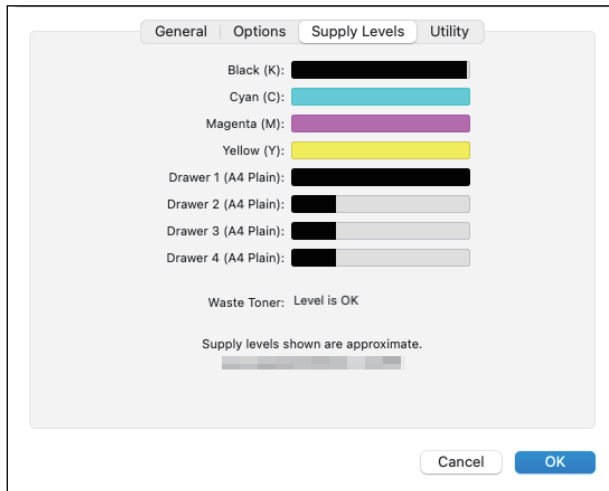 General Options Supply Levels Utility
Black (K):
Cyan (C):
Magenta (M):
Yellow (Y):
Drawer 1 (A4 Plain):
Drawer 2 (A4 Plain):
Drawer 3 (A4 Plain):
Drawer 4 (A4 Plain):
Waste Toner: Level is OK
Supply levels shown are approximate.
Cancel OK